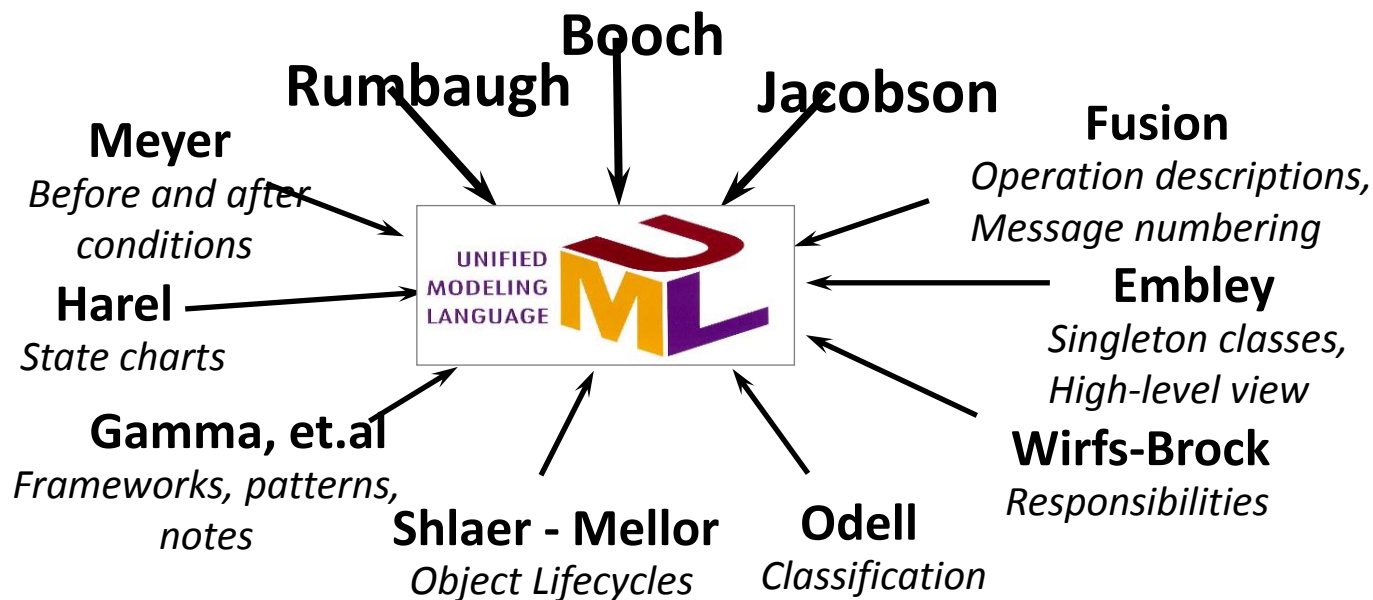 Booch
Rumbaugh
Jacobson
Meyer
Before and after
conditions
Fusion
Operation descriptions,
Message numbering
Harel
State charts
UNIFIED
MODELING
LANGUAGE
UML
Embley
Singleton classes,
High-level view
Gamma, et.al
Frameworks, patterns,
notes
Shlaer - Mellor
Object Lifecycles
Odell
Classification
Wirfs-Brock
Responsibilities